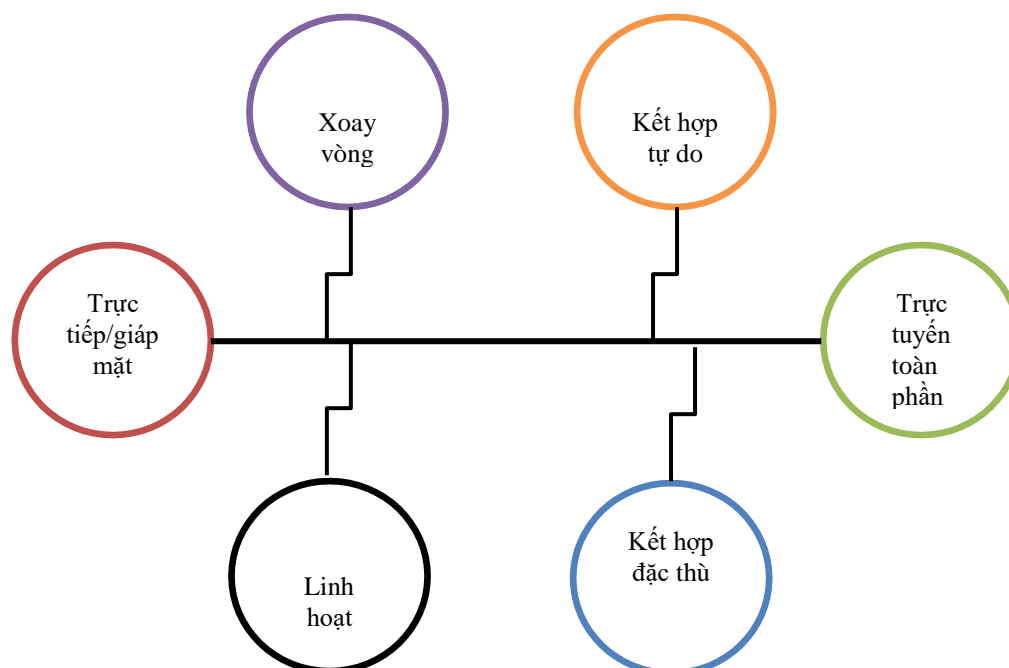 Xoay
vòng
Kết hợp
tự do
Trực
tiếp/giáp
mặt
Trực
tuyến
toàn
phần
Linh
hoạt
Kết hợp
đặc thù